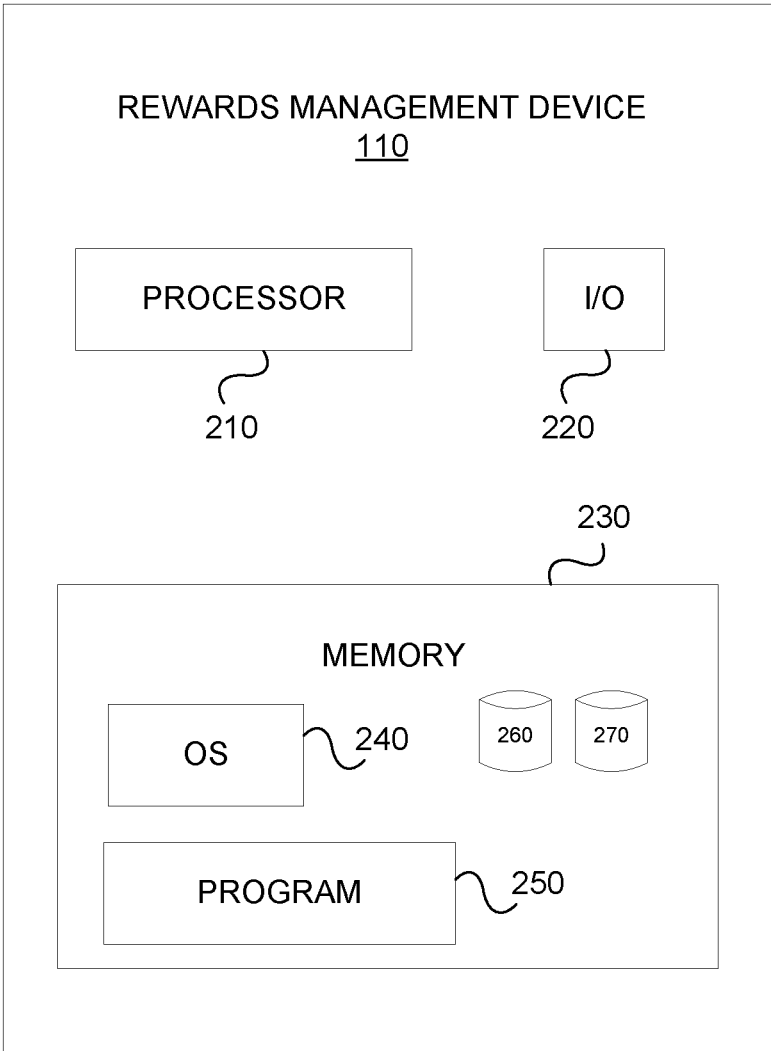 REWARDS MANAGEMENT DEVICE
110
PROCESSOR
I/O
210
220
230
MEMORY
OS
240
260
270
PROGRAM
250